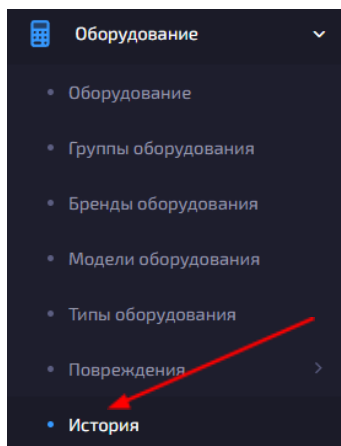 Оборудование
Оборудование
Группы оборудования
Бренды оборудования
Модели оборудования
Типы оборудования
Повреждения
История